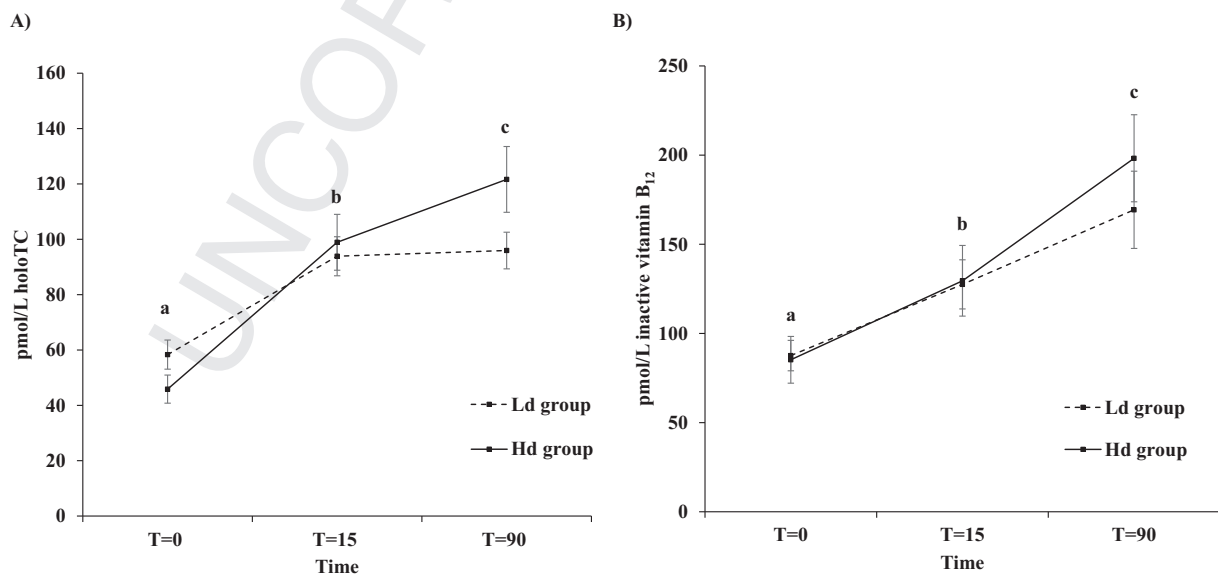 A)
UNCOR
pmol/L holoTC
160
140
120
100
80
60
40
20
0
a
b
c
Ld group
Hd group
T=0 T=15 T=90
Time
B)
pmol/L inactive vitamin B₁₂
250
200
150
100
50
0
a
b
c
Ld group
Hd group
T=0 T=15 T=90
Time